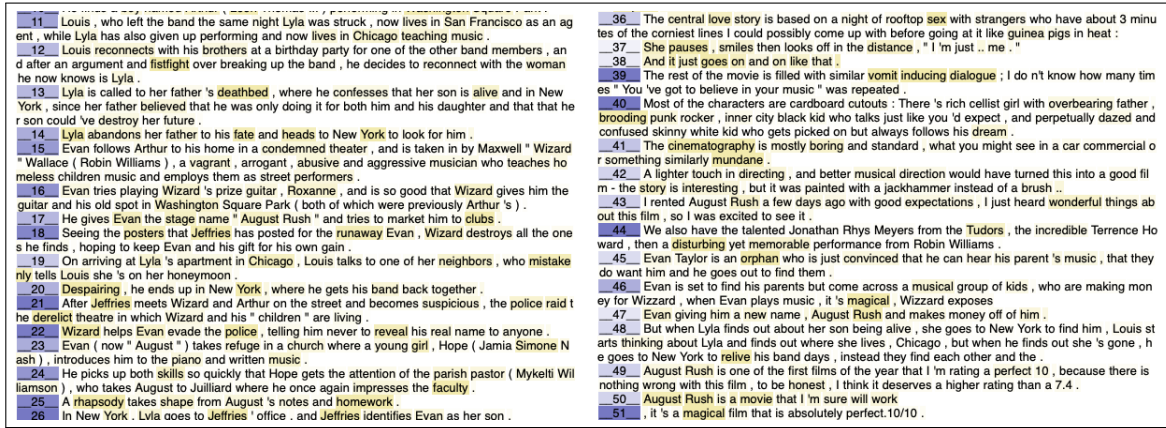 11 Louis , who left the band the same night Lyla was struck , now lives in San Francisco as an ag
ent , while Lyla has also given up performing and now lives in Chicago teaching music .
12 Louis reconnects with his brothers at a birthday party for one of the other band members , an
d after an argument and fistfight over breaking up the band , he decides to reconnect with the woman
he now knows is Lyla .
13 Lyla is called to her father 's deathbed , where he confesses that her son is alive and in New
York , since her father believed that he was only doing it for both him and his daughter and that that he
r son could 've destroy her future .
14 Lyla abandons her father to his fate and heads to New York to look for him .
15 Evan follows Arthur to his home in a condemned theater , and is taken in by Maxwell " Wizard
" Wallace ( Robin Williams ) , a vagrant , arrogant , abusive and aggressive musician who teaches ho
meless children music and employs them as street performers .
16 Evan tries playing Wizard 's prize guitar , Roxanne , and is so good that Wizard gives him the
guitar and his old spot in Washington Square Park ( both of which were previously Arthur 's ) .
17 He gives Evan the stage name " August Rush " and tries to market him to clubs .
18 Seeing the posters that Jeffries has posted for the runaway Evan , Wizard destroys all the one
s he finds , hoping to keep Evan and his gift for his own gain .
19 On arriving at Lyla 's apartment in Chicago , Louis talks to one of her neighbors , who mistake
nly tells Louis she 's on her honeymoon .
20 Despairing , he ends up in New York , where he gets his band back together .
21 After Jeffries meets Wizard and Arthur on the street and becomes suspicious , the police raid t
he derelict theatre in which Wizard and his " children " are living .
22 Wizard helps Evan evade the police , telling him never to reveal his real name to anyone .
23 Evan ( now " August " ) takes refuge in a church where a young girl , Hope ( Jamia Simone N
ash ) , introduces him to the piano and written music .
24 He picks up both skills so quickly that Hope gets the attention of the parish pastor ( Mykelti Wil
liamson ) , who takes August to Juilliard where he once again impresses the faculty .
25 A rhapsody takes shape from August 's notes and homework .
26 In New York , Lyla goes to Jeffries ' office , and Jeffries identifies Evan as her son .
36 The central love story is based on a night of rooftop sex with strangers who have about 3 minu
tes of the corniest lines I could possibly come up with before going at it like guinea pigs in heat :
37 She pauses , smiles then looks off in the distance , " I 'm just .. me . "
38 And it just goes on and on like that .
39 The rest of the movie is filled with similar vomit inducing dialogue ; I do n't know how many tim
es " You 've got to believe in your music " was repeated .
40 Most of the characters are cardboard cutouts : There 's rich cellist girl with overbearing father ,
brooding punk rocker , inner city black kid who talks just like you 'd expect , and perpetually dazed and
confused skinny white kid who gets picked on but always follows his dream .
41 The cinematography is mostly boring and standard , what you might see in a car commercial o
r something similarly mundane .
42 A lighter touch in directing , and better musical direction would have turned this into a good fil
m - the story is interesting , but it was painted with a jackhammer instead of a brush ..
43 I rented August Rush a few days ago with good expectations , I just heard wonderful things ab
out this film , so I was excited to see it .
44 We also have the talented Jonathan Rhys Meyers from the Tudors , the incredible Terrence Ho
ward , then a disturbing yet memorable performance from Robin Williams .
45 Evan Taylor is an orphan who is just convinced that he can hear his parent 's music , that they
do want him and he goes out to find them .
46 Evan is set to find his parents but come across a musical group of kids , who are making mon
ey for Wizzard , when Evan plays music , it 's magical , Wizzard exposes
47 Evan giving him a new name , August Rush and makes money off of him .
48 But when Lyla finds out about her son being alive , she goes to New York to find him , Louis st
arts thinking about Lyla and finds out where she lives , Chicago , but when he finds out she 's gone , h
e goes to New York to relive his band days , instead they find each other and the .
49 August Rush is one of the first films of the year that I 'm rating a perfect 10 , because there is
nothing wrong with this film , to be honest , I think it deserves a higher rating than a 7.4 .
50 August Rush is a movie that I 'm sure will work
51 , it 's a magical film that is absolutely perfect.10/10 .